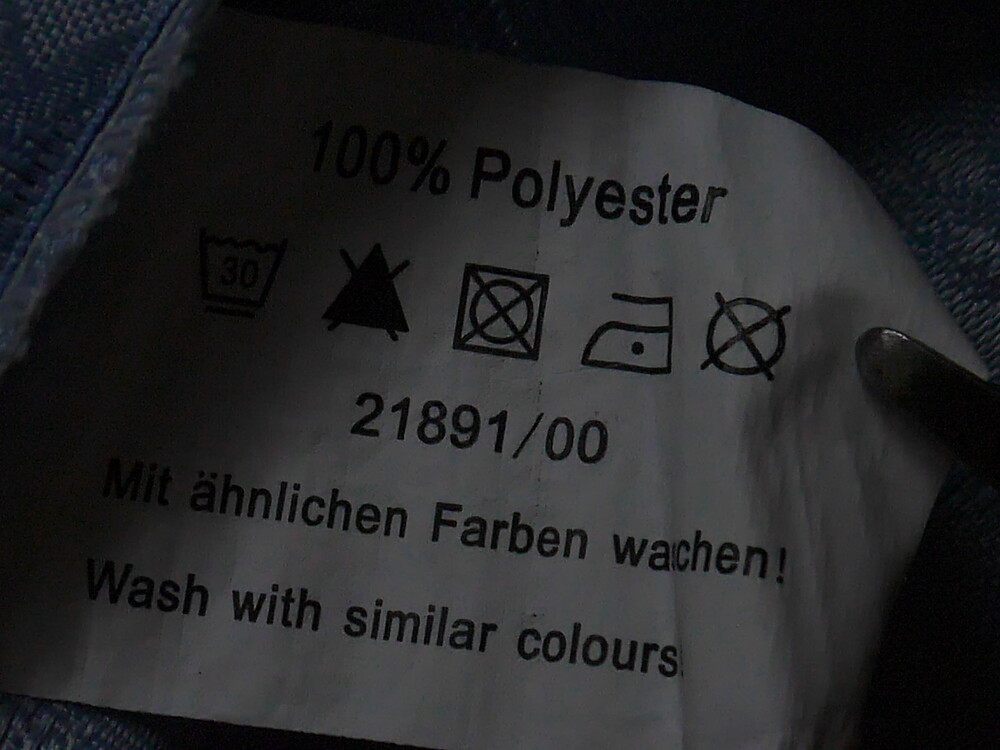 100% Polyester
30
21891/00
Mit ähnlichen Farben wachen!
Wash with similar colours